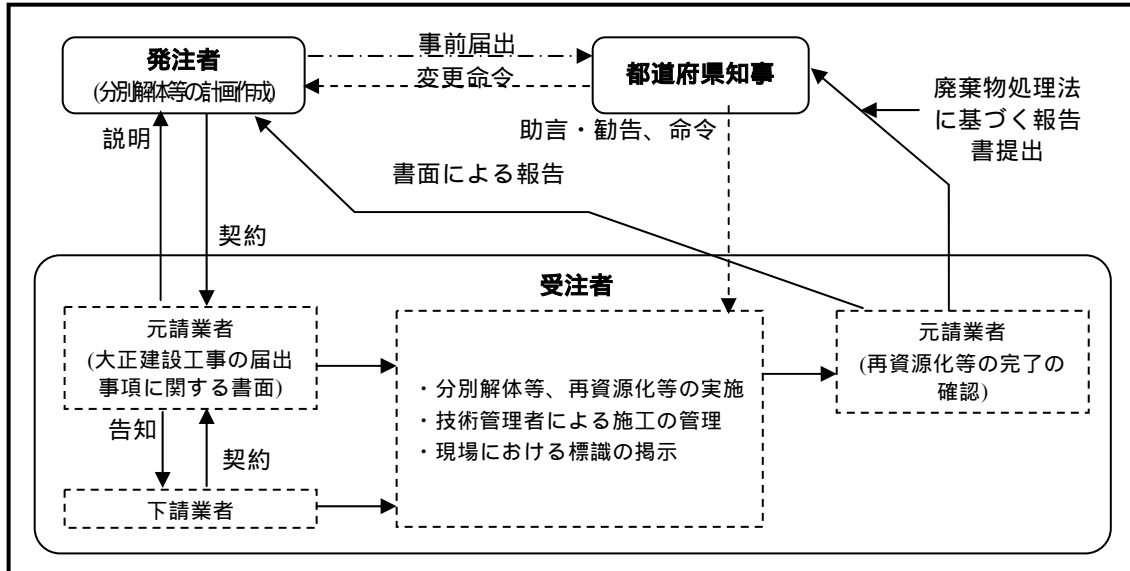 発注者
(分別解体等の計画作成)
事前届出
変更命令
都道府県知事
廃棄物処理法
に基づく報告
書提出
説明
助言・勧告、命令
書面による報告
契約
受注者
元請業者
(大正建設工事の届出
事項に関する書面)
・分別解体等、再資源化等の実施
・技術管理者による施工の管理
・現場における標識の掲示
元請業者
(再資源化等の完了の
確認)
告知
契約
下請業者